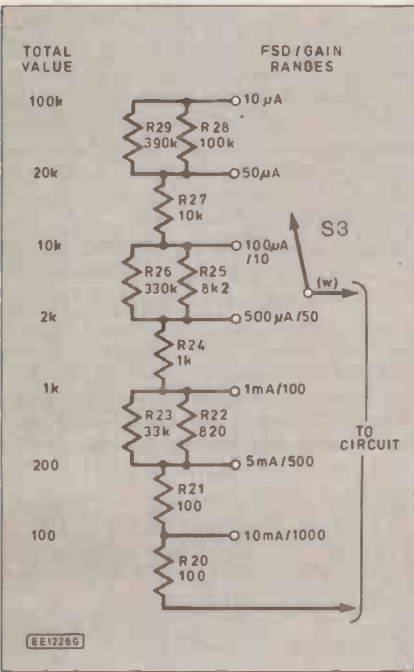 TOTAL
VALUE
FSD/GAIN
RANGES
100k
10μA
R29
390k
R28
100k
20k
50μA
R27
10k
10k
100μA
/10
S3
R26
330k
R25
8k2
(w)
2k
500μA/50
R24
1k
1k
1mA/100
R23
33k
R22
820
TO
CIRCUIT
200
5mA/500
R21
100
100
10mA/1000
R20
100
EE1226G